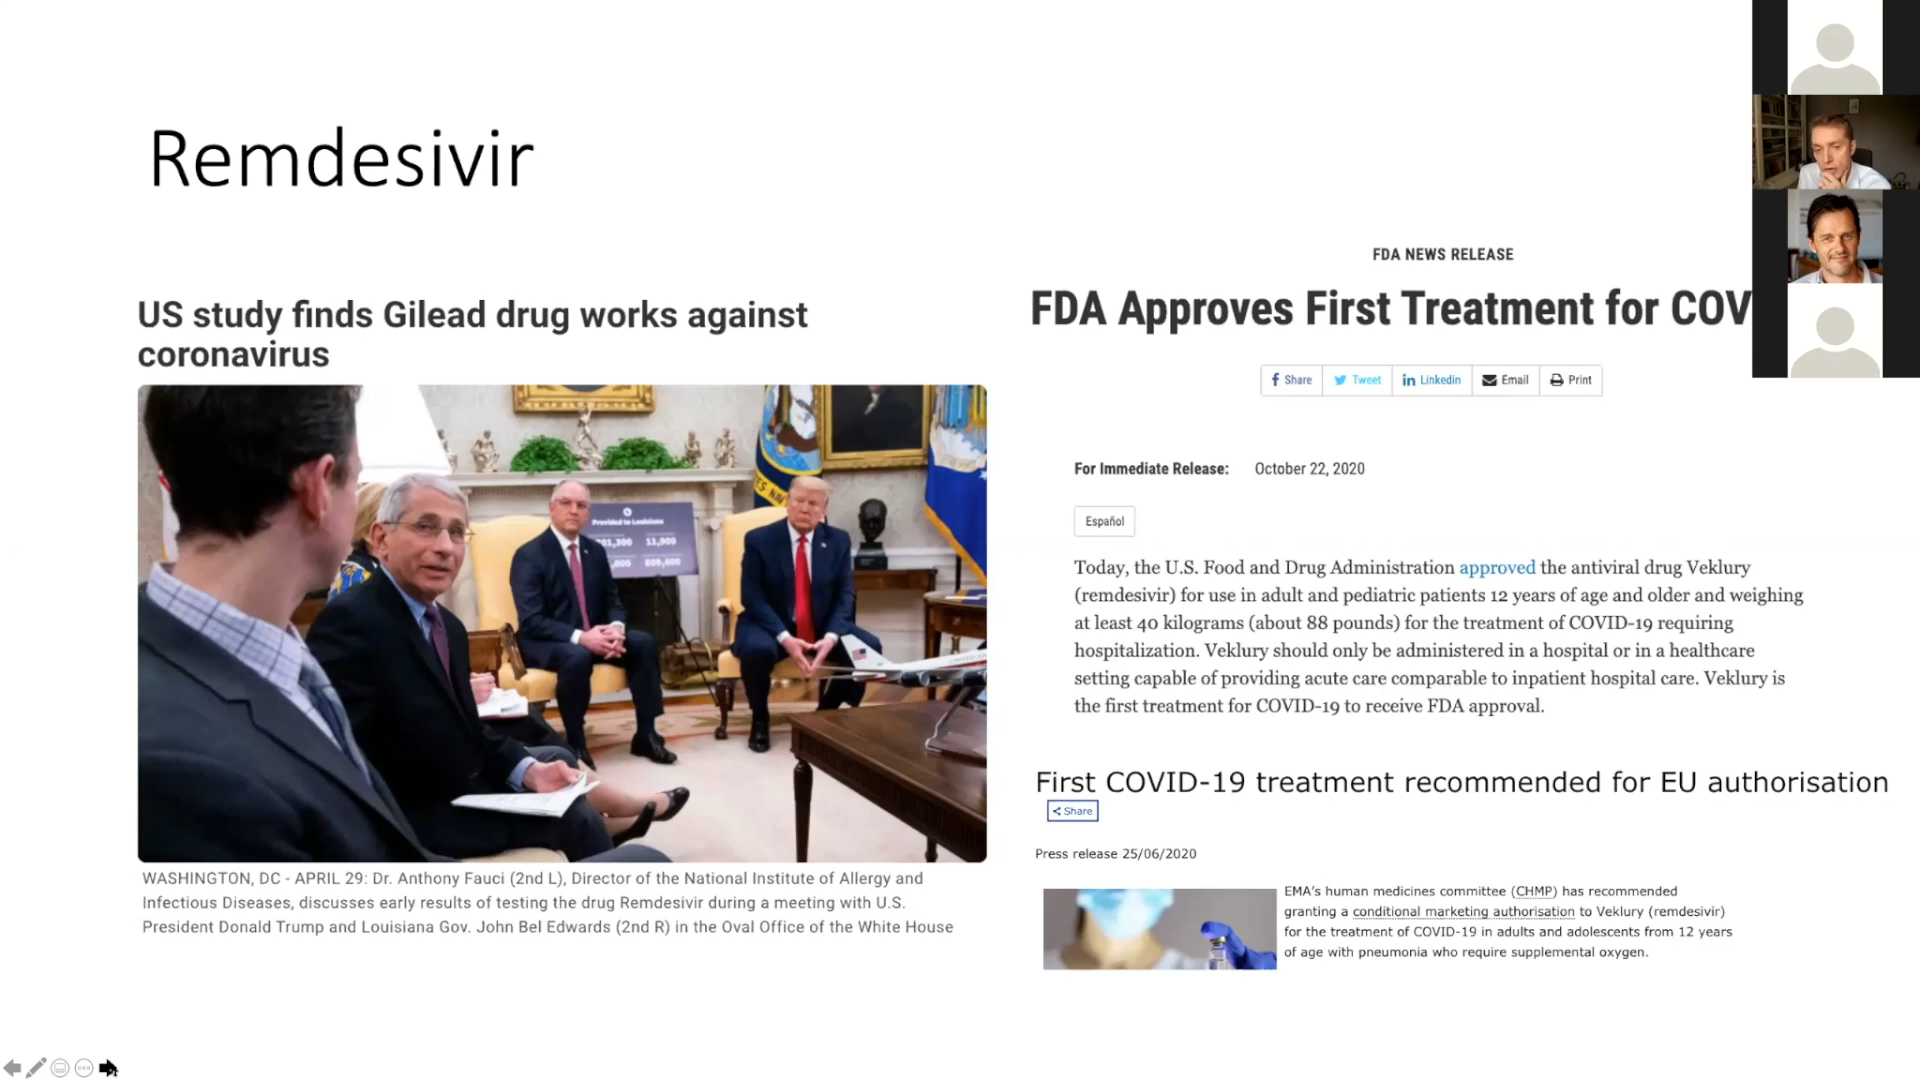 Remdesivir
US study finds Gilead drug works against
coronavirus
Provided to Louisiana
11,900
WASHINGTON, DC - APRIL 29: Dr. Anthony Fauci (2nd L), Director of the National Institute of Allergy and
Infectious Diseases, discusses early results of testing the drug Remdesivir during a meeting with U.S.
President Donald Trump and Louisiana Gov. John Bel Edwards (2nd R) in the Oval Office of the White House
FDA NEWS RELEASE
FDA Approves First Treatment for COV
Share Tweet Linkedin Email Print
For Immediate Release: October 22, 2020
Español
Today, the U.S. Food and Drug Administration approved the antiviral drug Veklury
(remdesivir) for use in adult and pediatric patients 12 years of age and older and weighing
at least 40 kilograms (about 88 pounds) for the treatment of COVID-19 requiring
hospitalization. Veklury should only be administered in a hospital or in a healthcare
setting capable of providing acute care comparable to inpatient hospital care. Veklury is
the first treatment for COVID-19 to receive FDA approval.
First COVID-19 treatment recommended for EU authorisation
Share
Press release 25/06/2020
EMA's human medicines committee (CHMP) has recommended
granting a conditional marketing authorisation to Veklury (remdesivir)
for the treatment of COVID-19 in adults and adolescents from 12 years
of age with pneumonia who require supplemental oxygen.